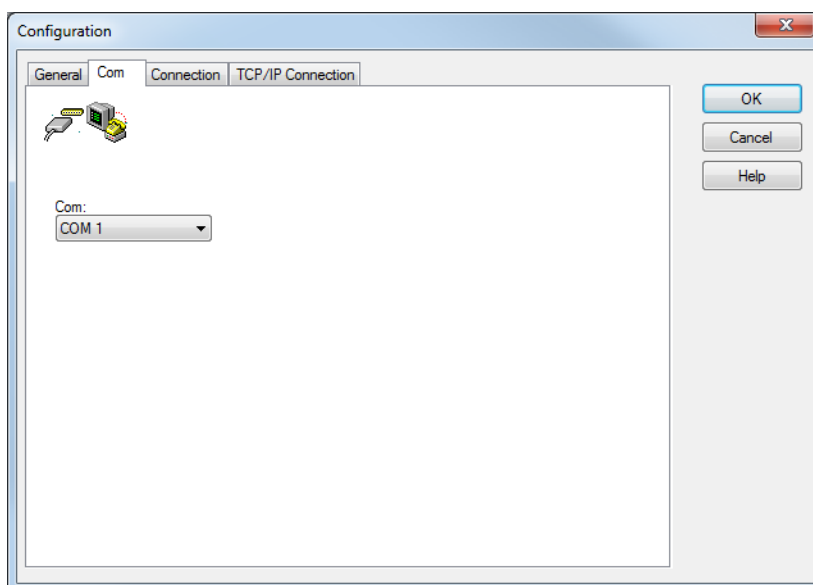 Configuration
General Com Connection TCP/IP Connection
OK
Cancel
Help
Com:
COM 1